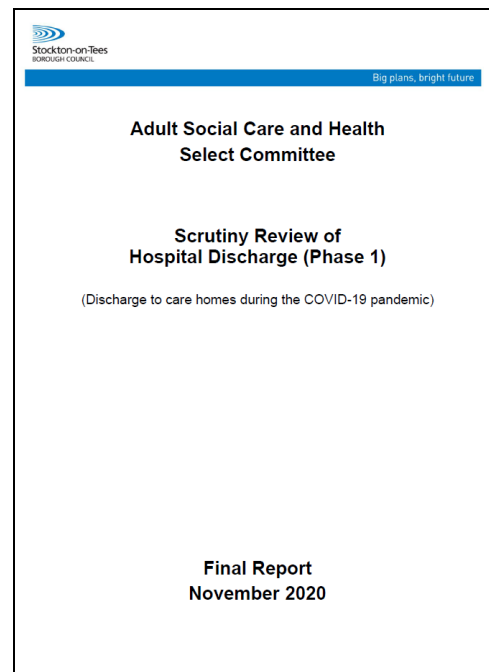 Stockton-on-Tees
BOROUGH COUNCIL
Big plans, bright future
Adult Social Care and Health
Select Committee
Scrutiny Review of
Hospital Discharge (Phase 1)
(Discharge to care homes during the COVID-19 pandemic)
Final Report
November 2020